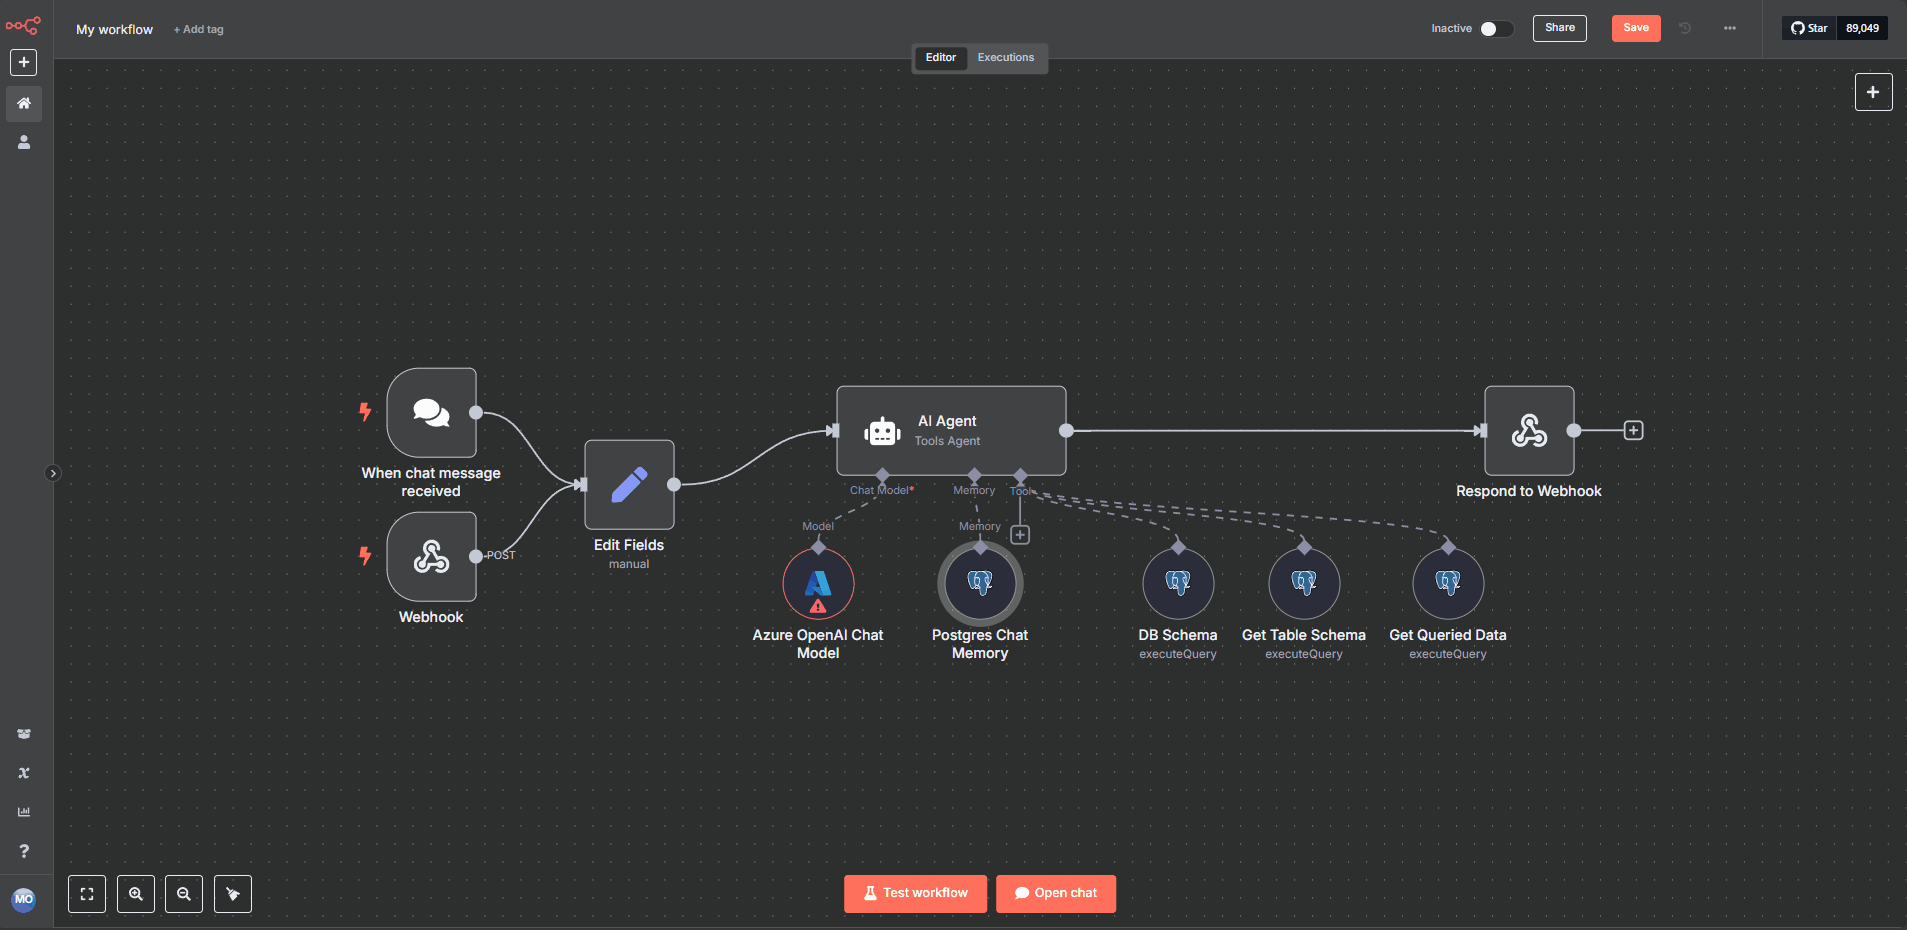 My workflow
+ Add tag
Inactive
Share
Save
Star
89,049
Editor
Executions
When chat message
received
POST
Webhook
Edit Fields
manual
AI Agent
Tools Agent
Chat Model*
Memory
Tool
Model
Memory
Azure OpenAI Chat
Model
Postgres Chat
Memory
DB Schema
executeQuery
Get Table Schema
executeQuery
Get Queried Data
executeQuery
Respond to Webhook
MO
Test workflow
Open chat